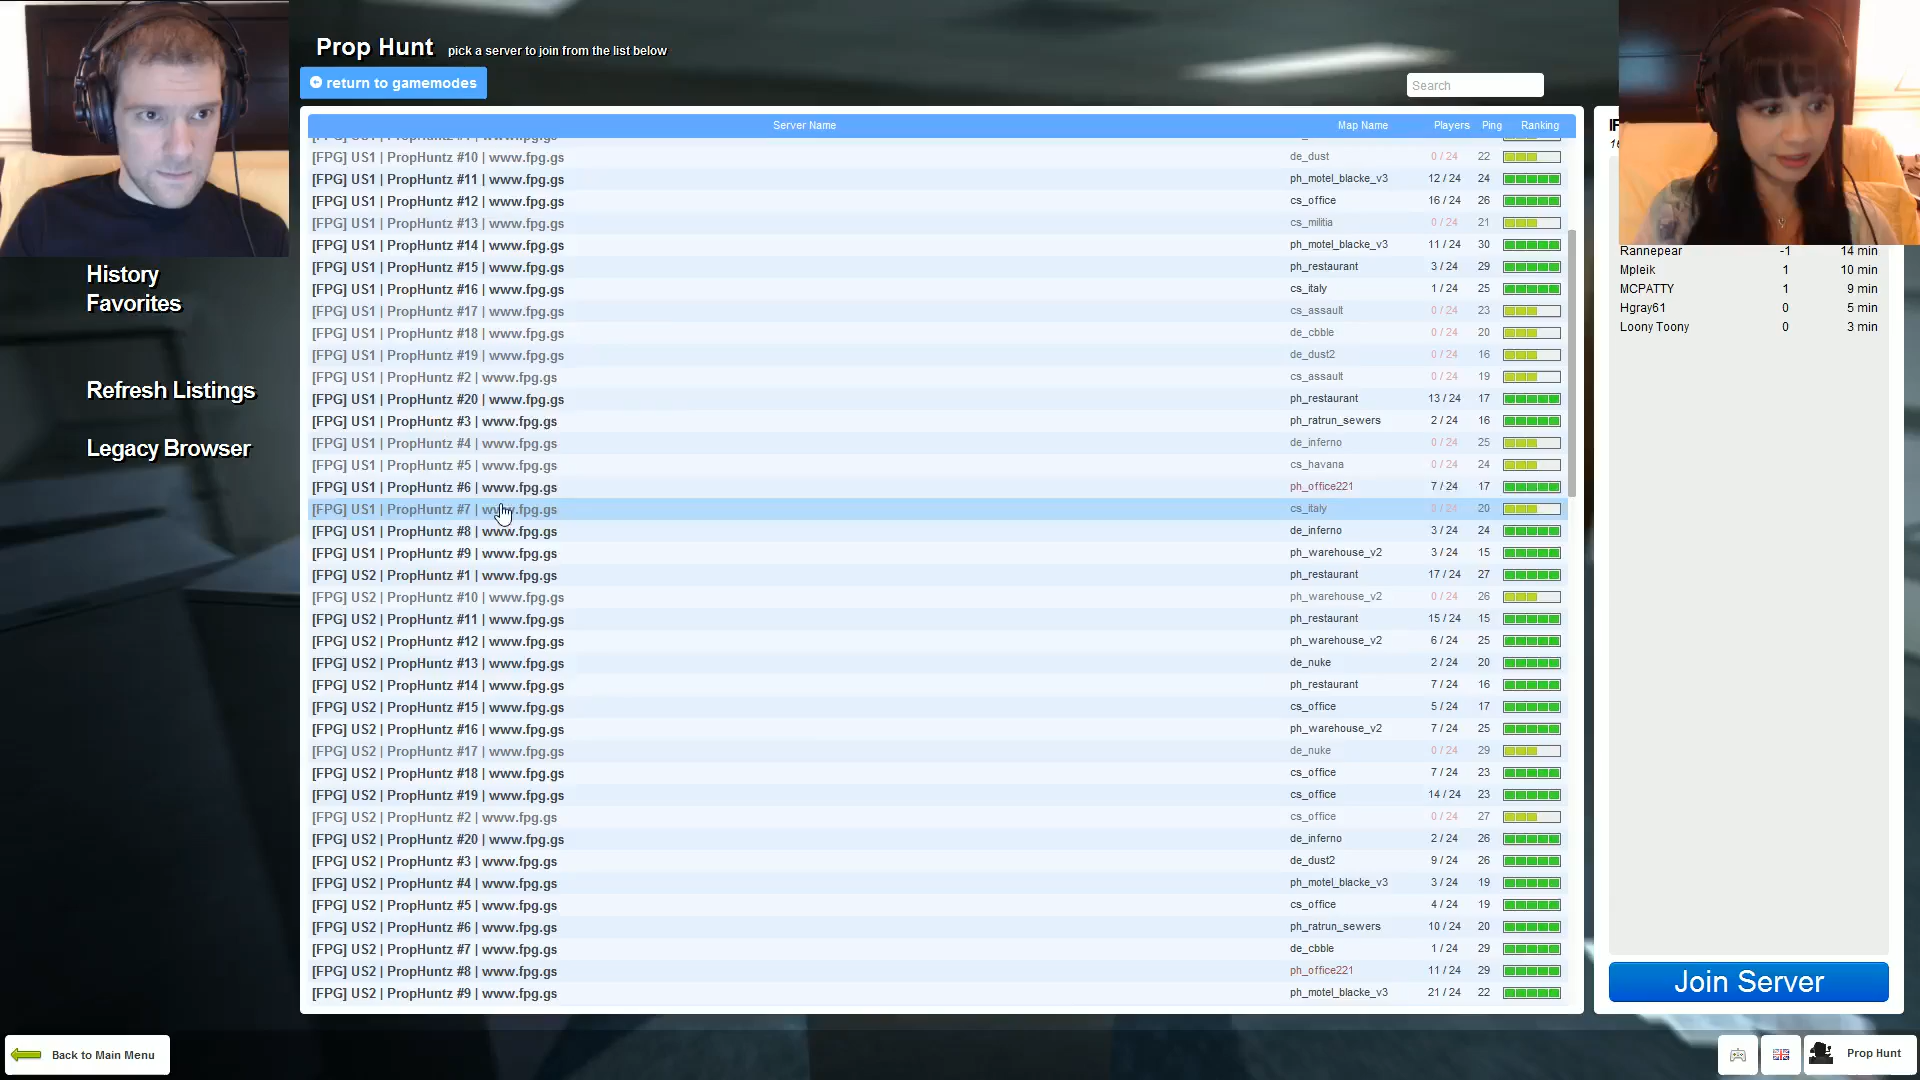 Prop Hunt pick a server to join from the list below
return to gamemodes
Search
Server Name Map Name Players Ping Ranking
[FPG] US1 | PropHuntz #10 | www.fpg.gs de_dust 0 / 24 22
[FPG] US1 | PropHuntz #11 | www.fpg.gs ph_motel_blacke_v3 12 / 24 24
[FPG] US1 | PropHuntz #12 | www.fpg.gs cs_office 16 / 24 26
[FPG] US1 | PropHuntz #13 | www.fpg.gs cs_militia 0 / 24 21
[FPG] US1 | PropHuntz #14 | www.fpg.gs ph_motel_blacke_v3 11 / 24 30
[FPG] US1 | PropHuntz #15 | www.fpg.gs ph_restaurant 3 / 24 29
[FPG] US1 | PropHuntz #16 | www.fpg.gs cs_italy 1 / 24 25
[FPG] US1 | PropHuntz #17 | www.fpg.gs cs_assault 0 / 24 23
[FPG] US1 | PropHuntz #18 | www.fpg.gs de_cbble 0 / 24 20
[FPG] US1 | PropHuntz #19 | www.fpg.gs de_dust2 0 / 24 16
[FPG] US1 | PropHuntz #2 | www.fpg.gs cs_assault 0 / 24 19
[FPG] US1 | PropHuntz #20 | www.fpg.gs ph_restaurant 13 / 24 17
[FPG] US1 | PropHuntz #3 | www.fpg.gs ph_ratrun_sewers 2 / 24 16
[FPG] US1 | PropHuntz #4 | www.fpg.gs de_inferno 0 / 24 25
[FPG] US1 | PropHuntz #5 | www.fpg.gs cs_havana 0 / 24 24
[FPG] US1 | PropHuntz #6 | www.fpg.gs ph_office221 7 / 24 17
[FPG] US1 | PropHuntz #7 | www.fpg.gs cs_italy 0 / 24 20
[FPG] US1 | PropHuntz #8 | www.fpg.gs de_inferno 3 / 24 24
[FPG] US1 | PropHuntz #9 | www.fpg.gs ph_warehouse_v2 3 / 24 15
[FPG] US2 | PropHuntz #1 | www.fpg.gs ph_restaurant 17 / 24 27
[FPG] US2 | PropHuntz #10 | www.fpg.gs ph_warehouse_v2 0 / 24 26
[FPG] US2 | PropHuntz #11 | www.fpg.gs ph_restaurant 15 / 24 15
[FPG] US2 | PropHuntz #12 | www.fpg.gs ph_warehouse_v2 6 / 24 25
[FPG] US2 | PropHuntz #13 | www.fpg.gs de_nuke 2 / 24 20
[FPG] US2 | PropHuntz #14 | www.fpg.gs ph_restaurant 7 / 24 16
[FPG] US2 | PropHuntz #15 | www.fpg.gs cs_office 5 / 24 17
[FPG] US2 | PropHuntz #16 | www.fpg.gs ph_warehouse_v2 7 / 24 25
[FPG] US2 | PropHuntz #17 | www.fpg.gs de_nuke 0 / 24 29
[FPG] US2 | PropHuntz #18 | www.fpg.gs cs_office 7 / 24 23
[FPG] US2 | PropHuntz #19 | www.fpg.gs cs_office 14 / 24 23
[FPG] US2 | PropHuntz #2 | www.fpg.gs cs_office 0 / 24 27
[FPG] US2 | PropHuntz #20 | www.fpg.gs de_inferno 2 / 24 26
[FPG] US2 | PropHuntz #3 | www.fpg.gs de_dust2 9 / 24 26
[FPG] US2 | PropHuntz #4 | www.fpg.gs ph_motel_blacke_v3 3 / 24 19
[FPG] US2 | PropHuntz #5 | www.fpg.gs cs_office 4 / 24 19
[FPG] US2 | PropHuntz #6 | www.fpg.gs ph_ratrun_sewers 10 / 24 20
[FPG] US2 | PropHuntz #7 | www.fpg.gs de_cbble 1 / 24 29
[FPG] US2 | PropHuntz #8 | www.fpg.gs ph_office221 11 / 24 29
[FPG] US2 | PropHuntz #9 | www.fpg.gs ph_motel_blacke_v3 21 / 24 22
History
Favorites
Refresh Listings
Legacy Browser
Rannepear -1 14 min
Mpleik 1 10 min
MCPATTY 1 9 min
Hgray61 0 5 min
Loony Toony 0 3 min
Join Server
Back to Main Menu
Prop Hunt